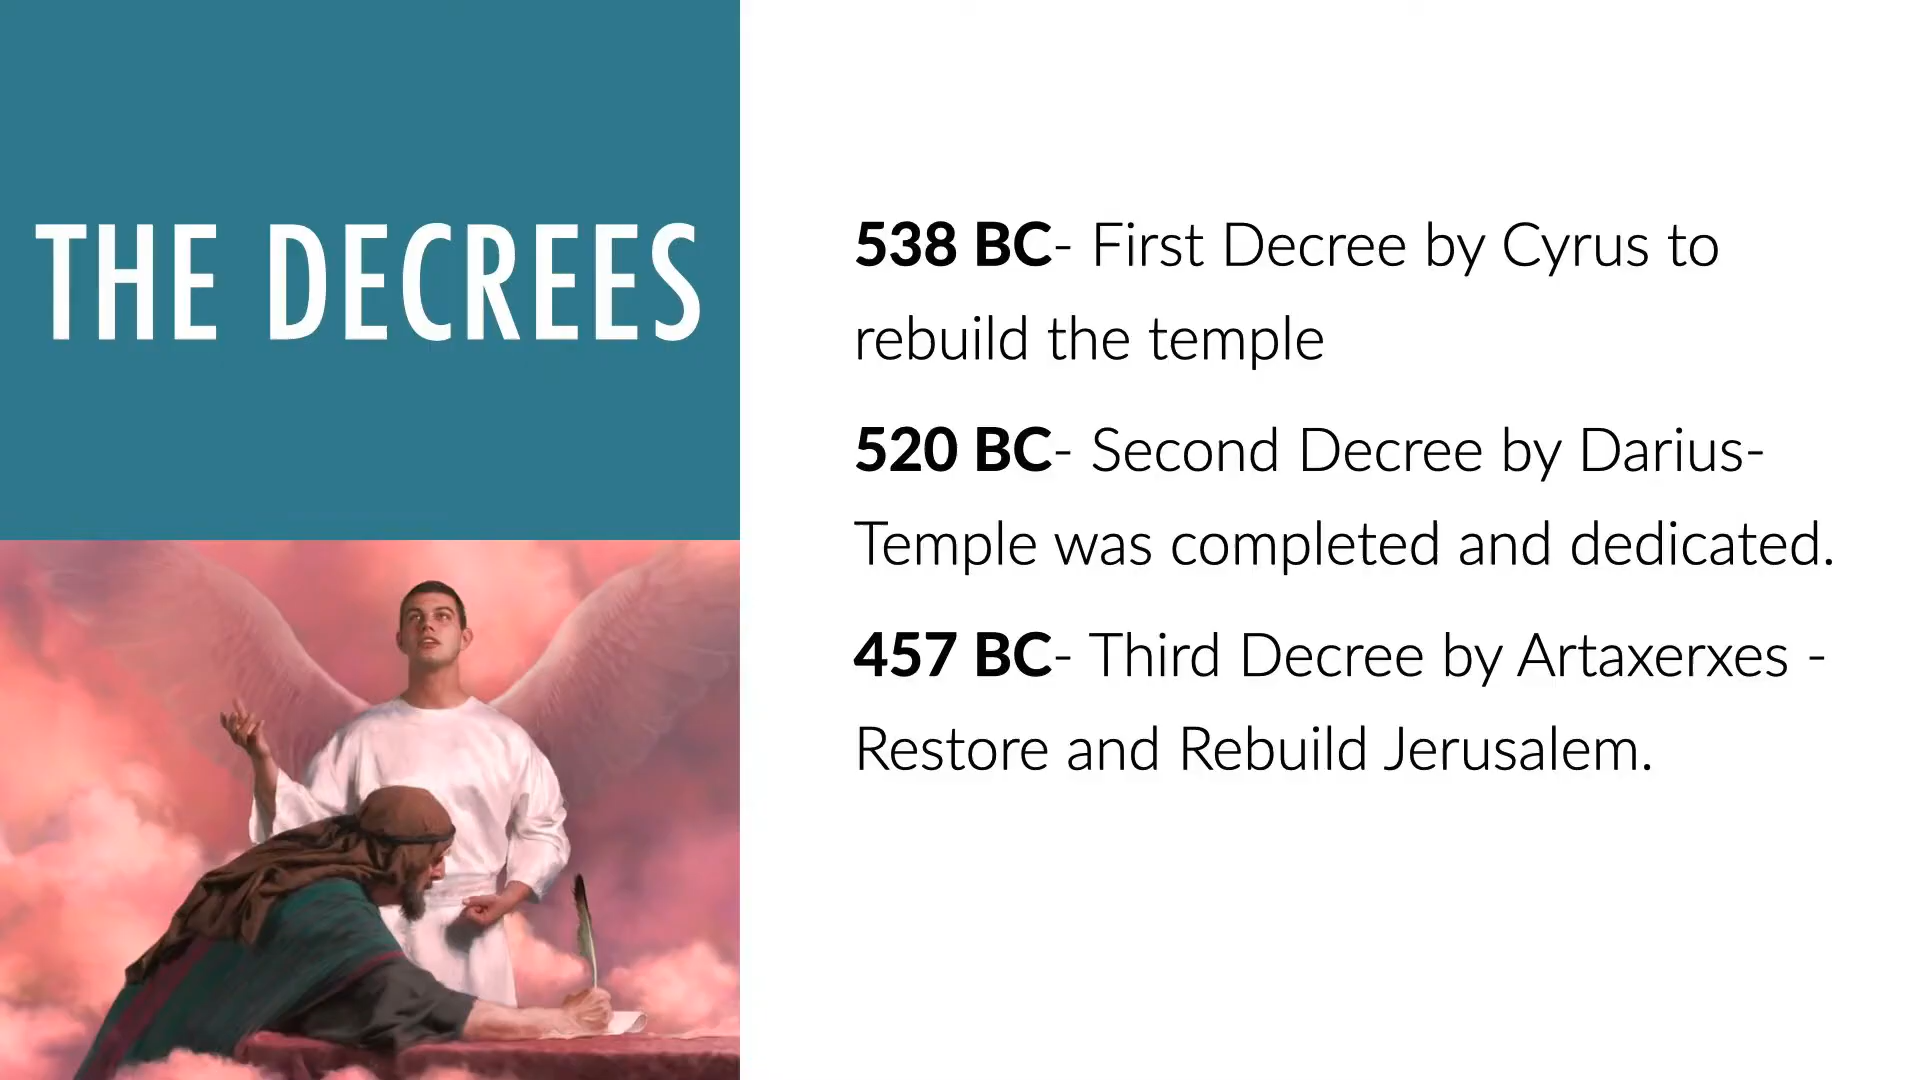 THE DECREES
538 BC- First Decree by Cyrus to
rebuild the temple
520 BC- Second Decree by Darius-
Temple was completed and dedicated.
457 BC- Third Decree by Artaxerxes -
Restore and Rebuild Jerusalem.